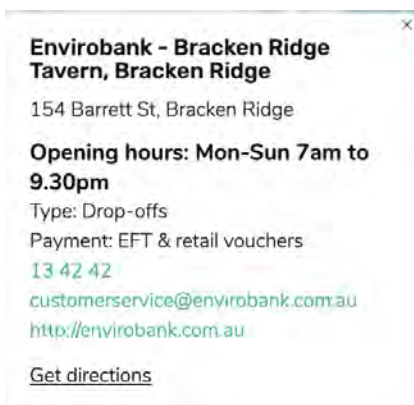 ×
Envirobank - Bracken Ridge
Tavern, Bracken Ridge
154 Barrett St, Bracken Ridge
Opening hours: Mon-Sun 7am to
9.30pm
Type: Drop-offs
Payment: EFT & retail vouchers
13 42 42
customerservice@envirobank.com.au
http://envirobank.com.au
Get directions